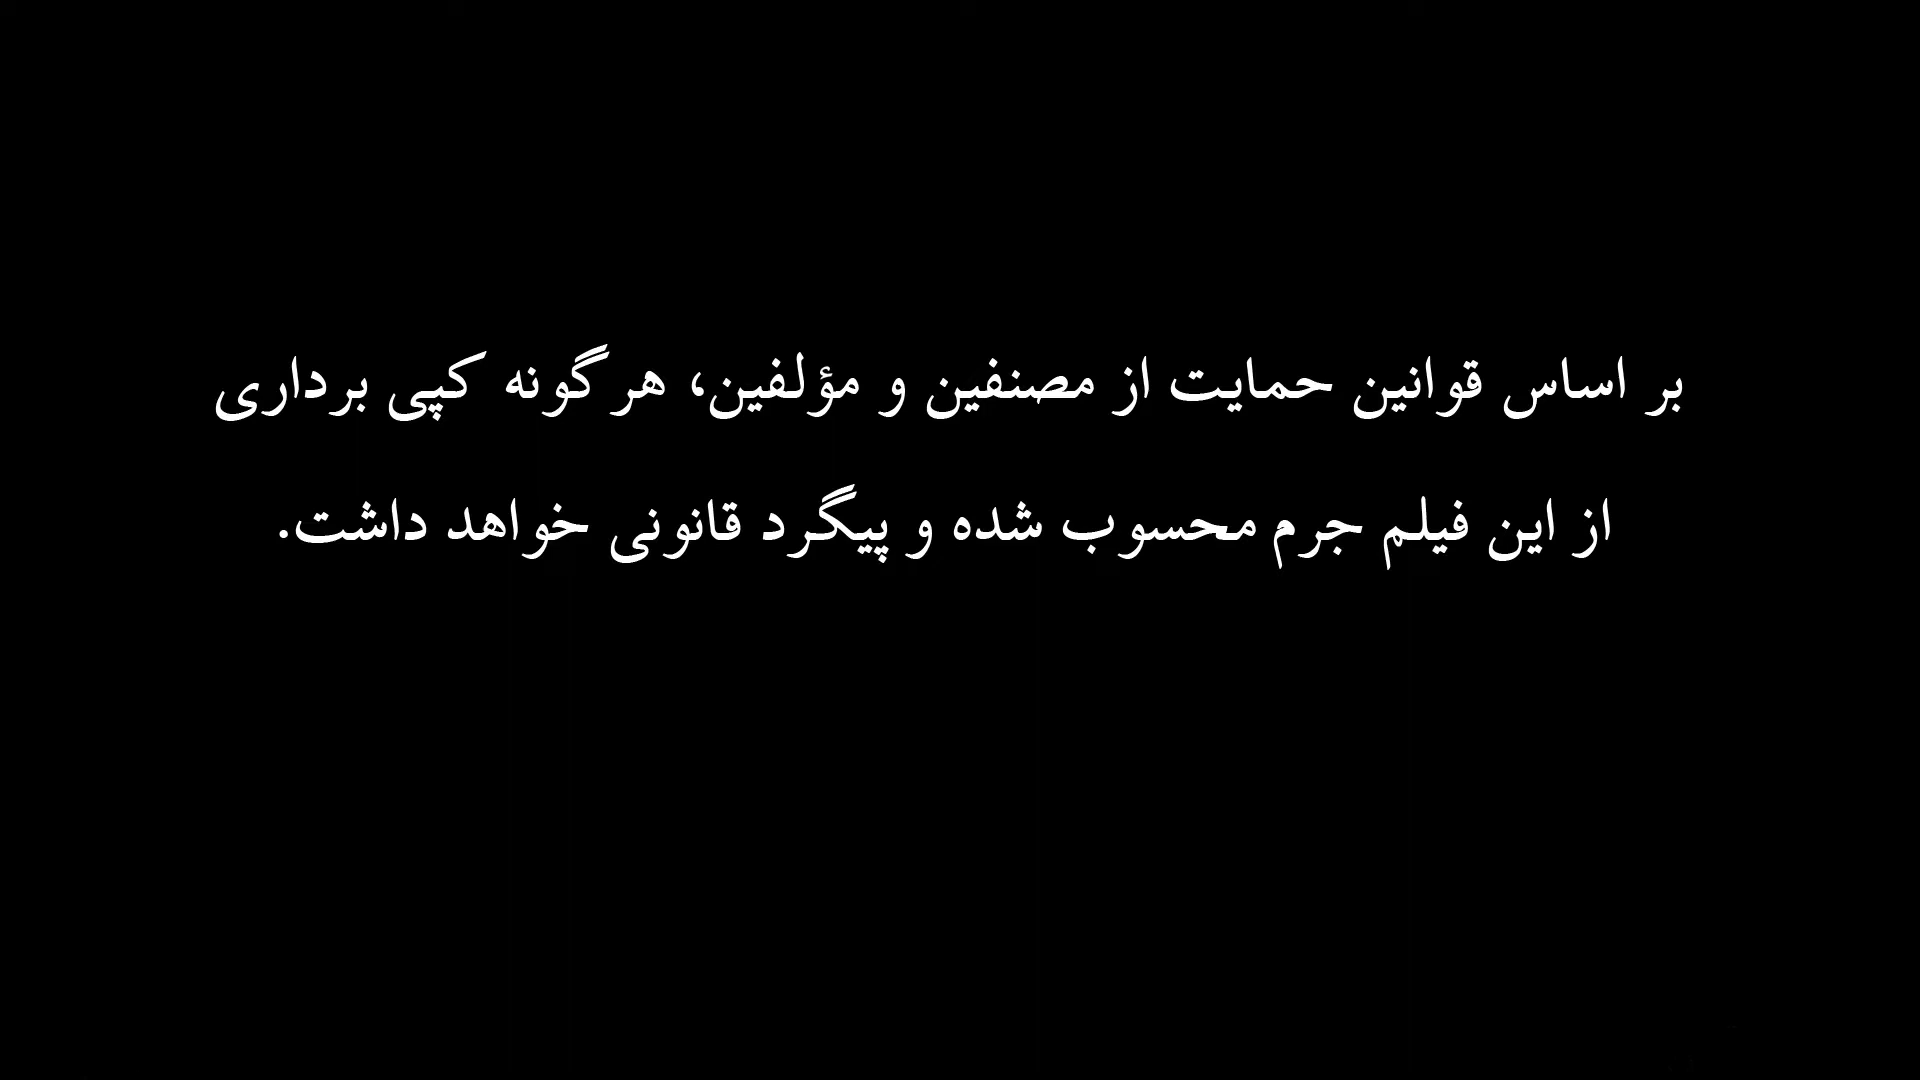 بر اساس قوانین حمایت از مصنفین و مؤلفین، هرگونه کپی برداری
از این فیلم جرم محسوب شده و پیگرد قانونی خواهد داشت.